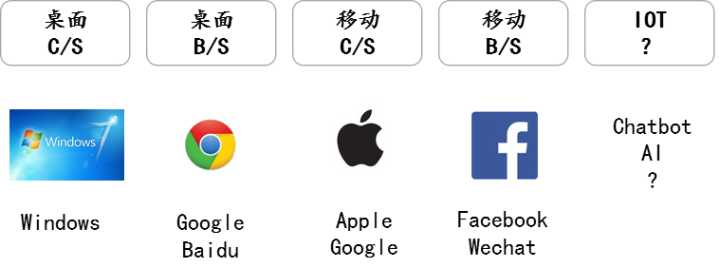 桌面
C/S
桌面
B/S
移动
C/S
移动
B/S
IOT
?
Windows 7
Chatbot
AI
?
Windows
Google
Baidu
Apple
Google
Facebook
Wechat